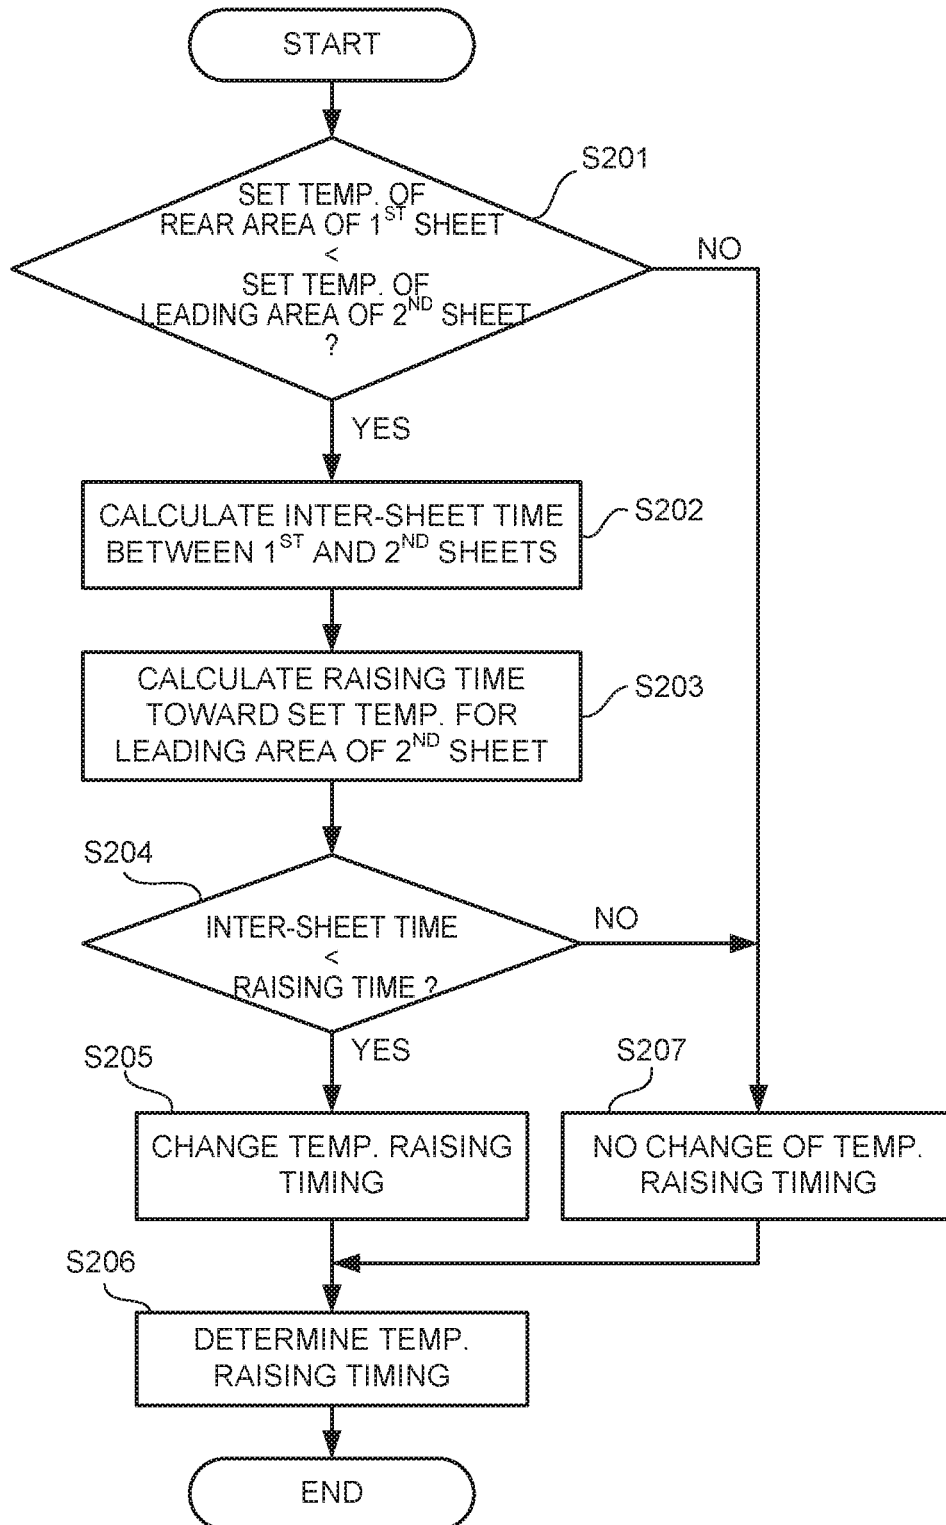 START
S201
SET TEMP. OF
REAR AREA OF 1ST SHEET
<
SET TEMP. OF
LEADING AREA OF 2ND SHEET
?
NO
YES
S202
CALCULATE INTER-SHEET TIME
BETWEEN 1ST AND 2ND SHEETS
S203
CALCULATE RAISING TIME
TOWARD SET TEMP. FOR
LEADING AREA OF 2ND SHEET
S204
INTER-SHEET TIME
<
RAISING TIME ?
NO
YES
S205
CHANGE TEMP. RAISING
TIMING
S207
NO CHANGE OF TEMP.
RAISING TIMING
S206
DETERMINE TEMP.
RAISING TIMING
END